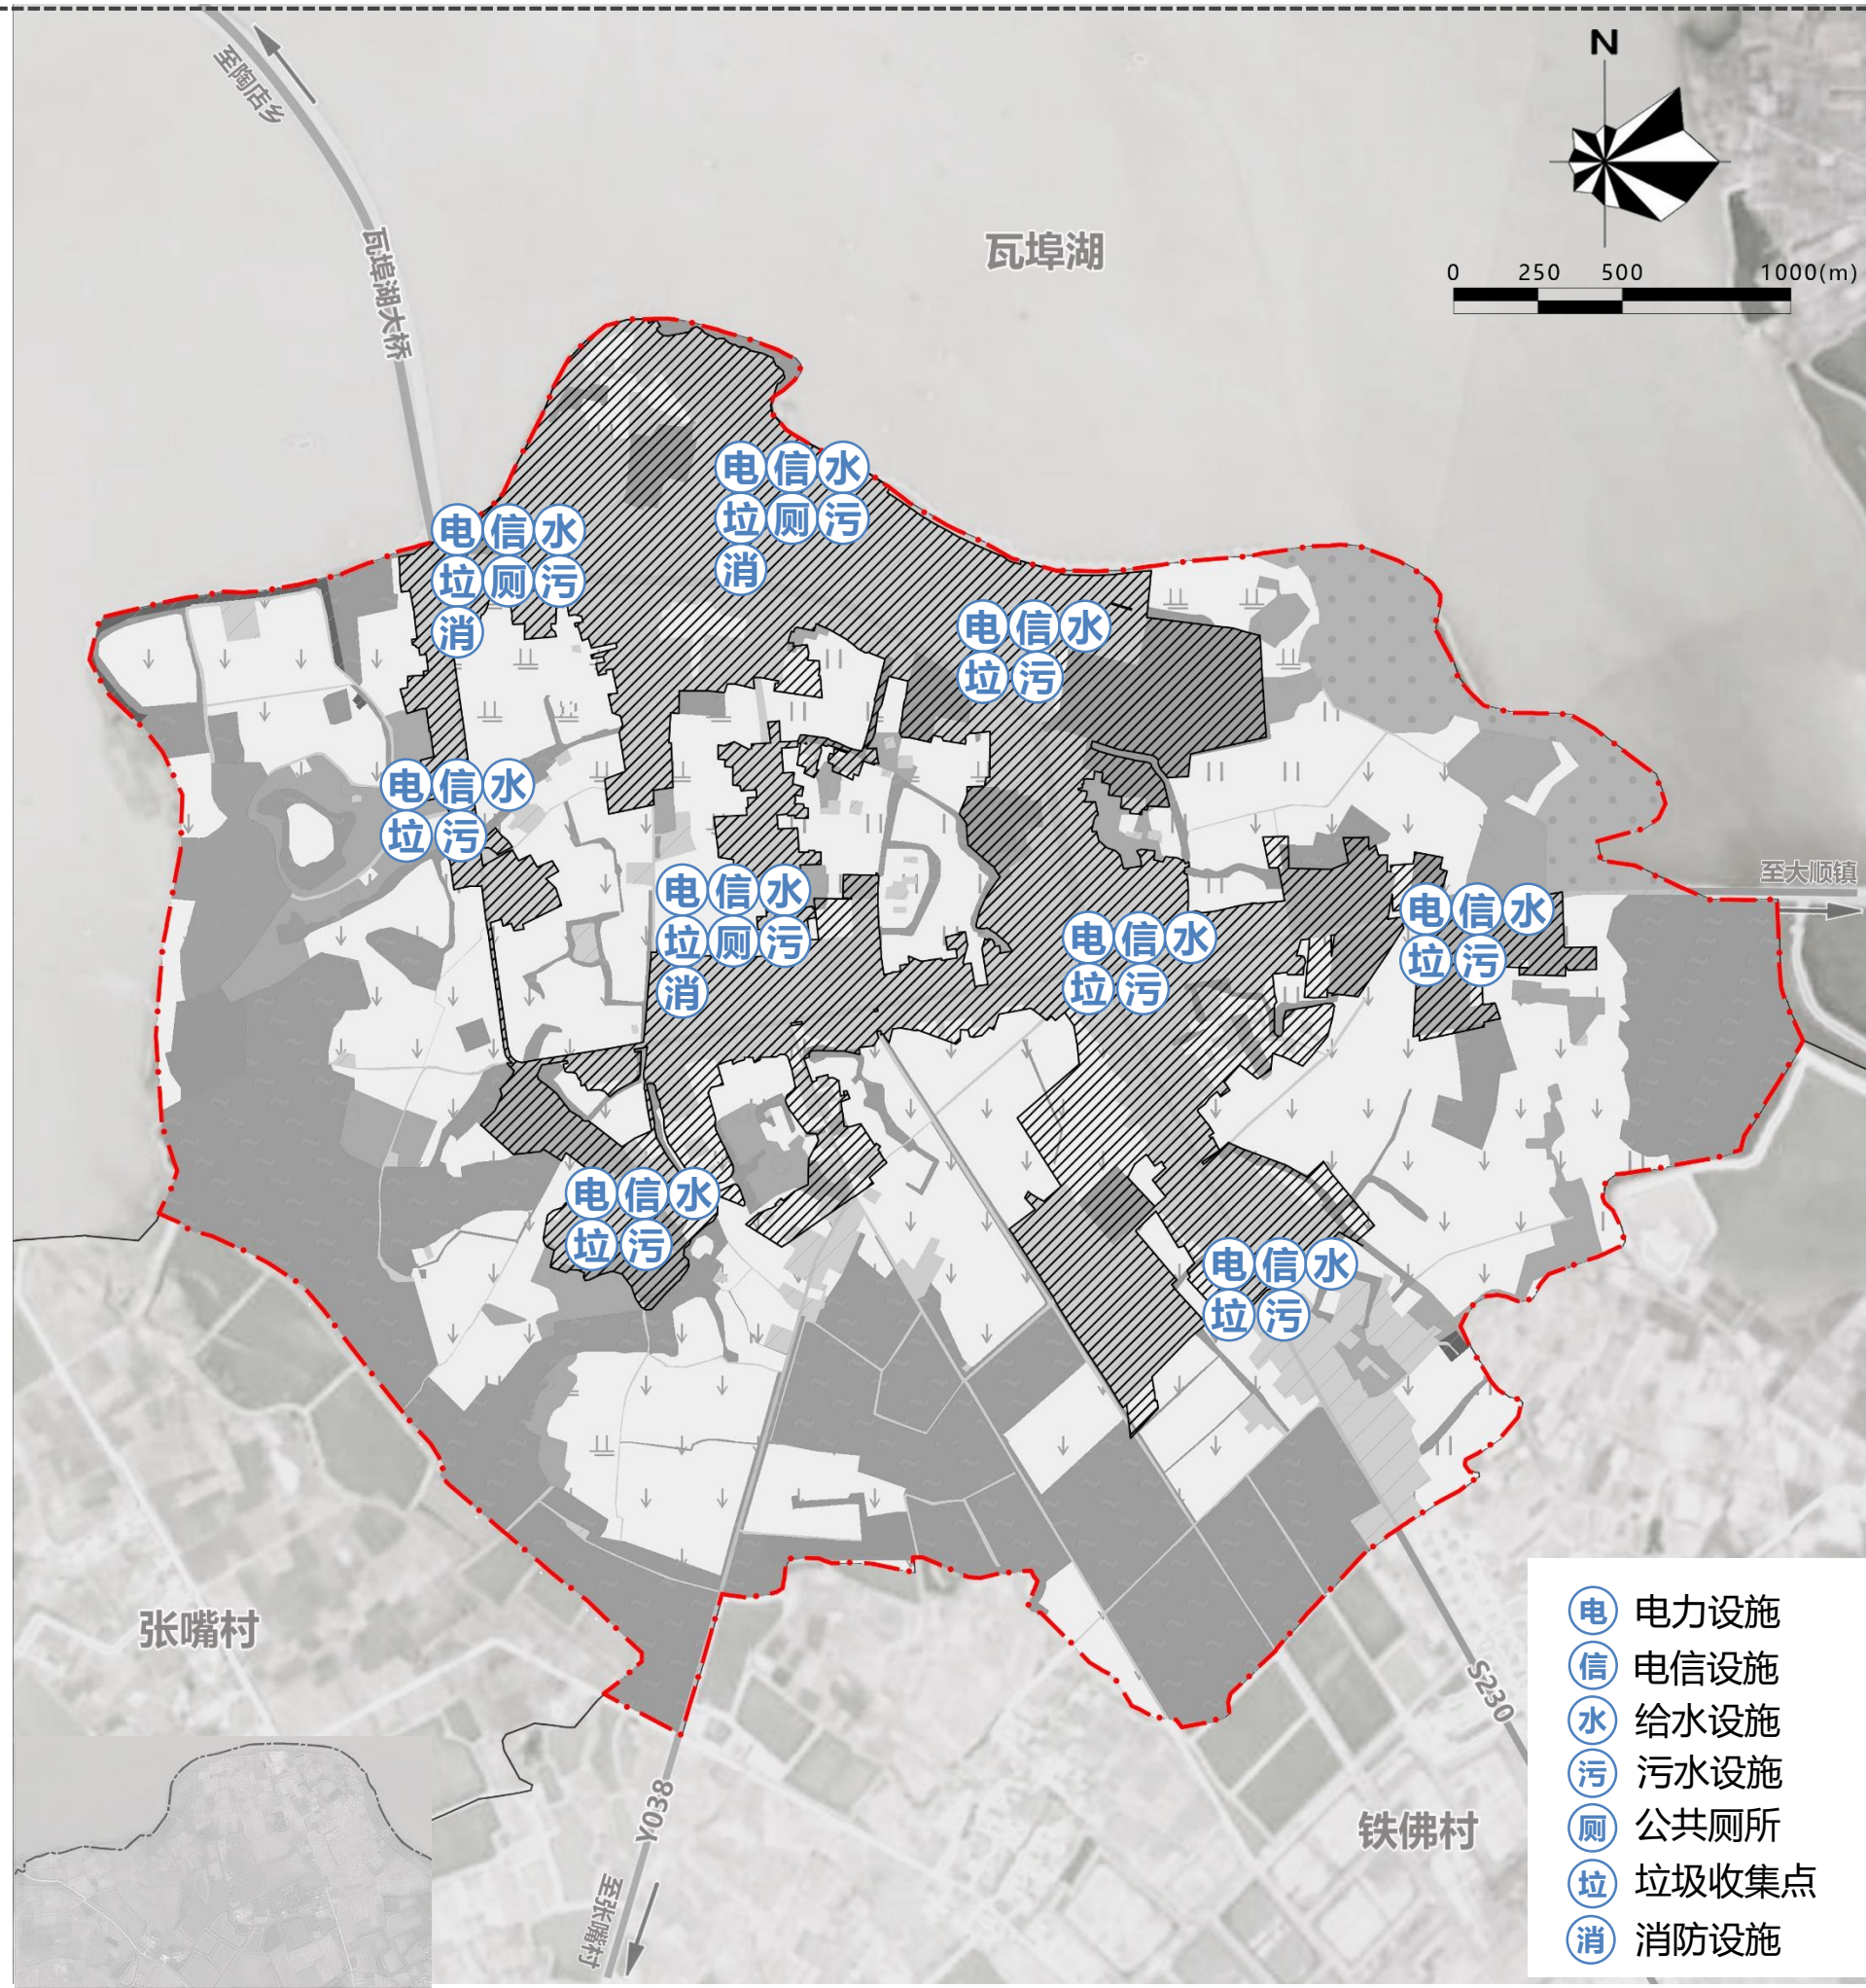 N
0 250 500 1000(m)
至陶店乡
瓦埠湖大桥
瓦埠湖
电 信 水
垃 厕 污
消
电 信 水
垃 厕 污
消
电 信 水
垃 污
电 信 水
垃 污
电 信 水
垃 厕 污
消
电 信 水
垃 污
电 信 水
垃 污
至大顺镇
电 信 水
垃 污
电 信 水
垃 污
张嘴村
铁佛村
S230
Y038
至张嘴村
电 电力设施
信 电信设施
水 给水设施
污 污水设施
厕 公共厕所
垃 垃圾收集点
消 消防设施